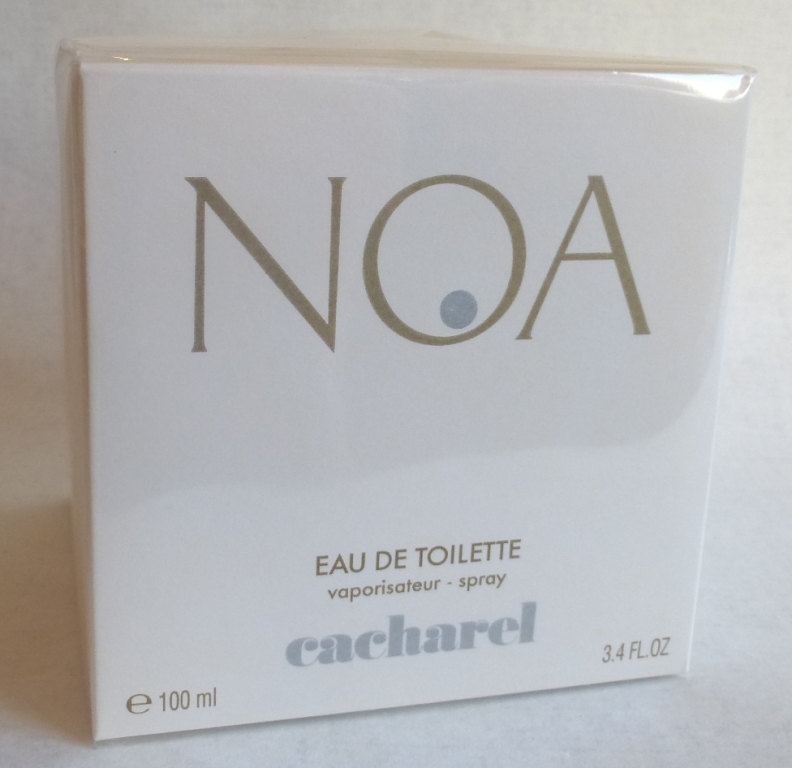 NOA
EAU DE TOILETTE
vaporisateur - spray
cacharel
3.4 FL.OZ
℮ 100 ml